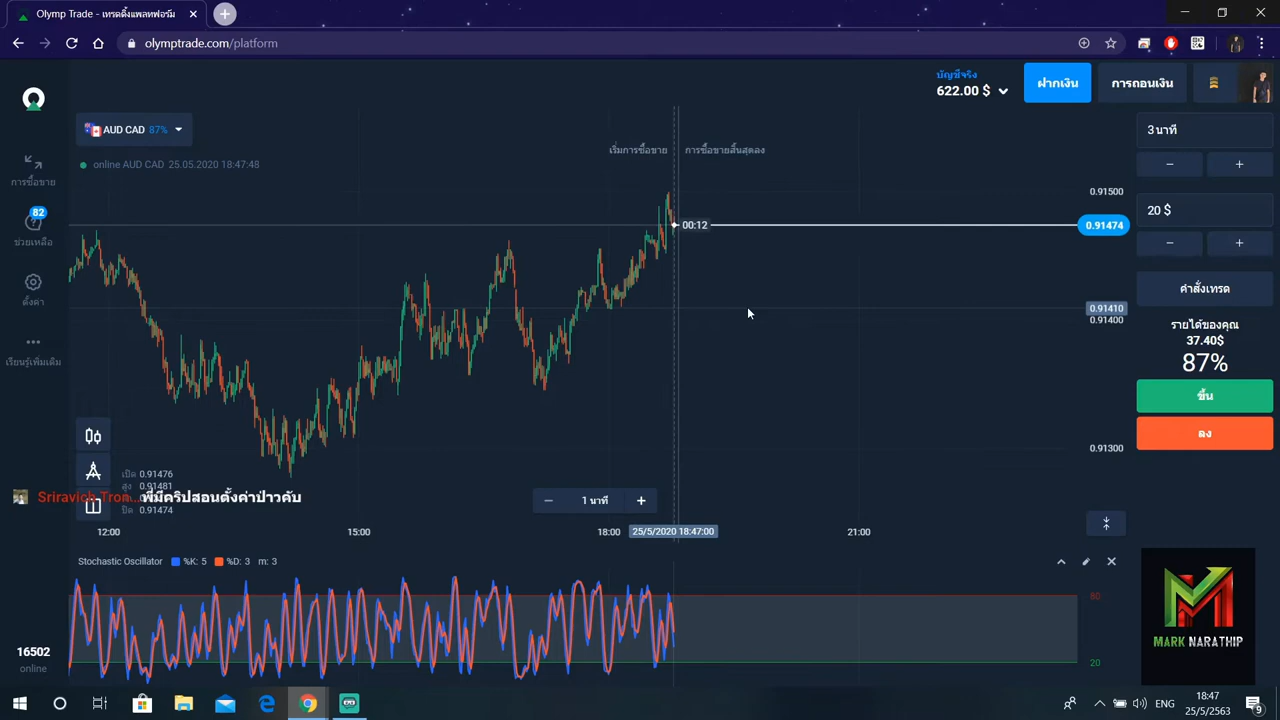 Olymp Trade - เทรดดิ้งแพลทฟอร์ม
olymptrade.com/platform
บัญชีจริง
622.00 $
ฝากเงิน
การถอนเงิน
AUD CAD 87%
online AUD CAD 25.05.2020 18:47:48
เริ่มการซื้อขาย
การซื้อขายสิ้นสุดลง
การซื้อขาย
82
ช่วยเหลือ
ตั้งค่า
เรียนรู้เพิ่มเติม
00:12
0.91500
0.91474
0.91410
0.91400
0.91300
3 นาที
20 $
คำสั่งเทรด
รายได้ของคุณ
37.40$
87%
ขึ้น
ลง
เปิด 0.91476
สูง 0.91481
Sriravich Tron... พี่มีคริปสอนตั้งค่าป่าวคับ
ปิด 0.91474
1 นาที
12:00
15:00
18:00
25/5/2020 18:47:00
21:00
Stochastic Oscillator %K: 5 %D: 3 m: 3
80
20
MARK NARATHIP
16502
online
ENG
18:47
25/5/2563
9